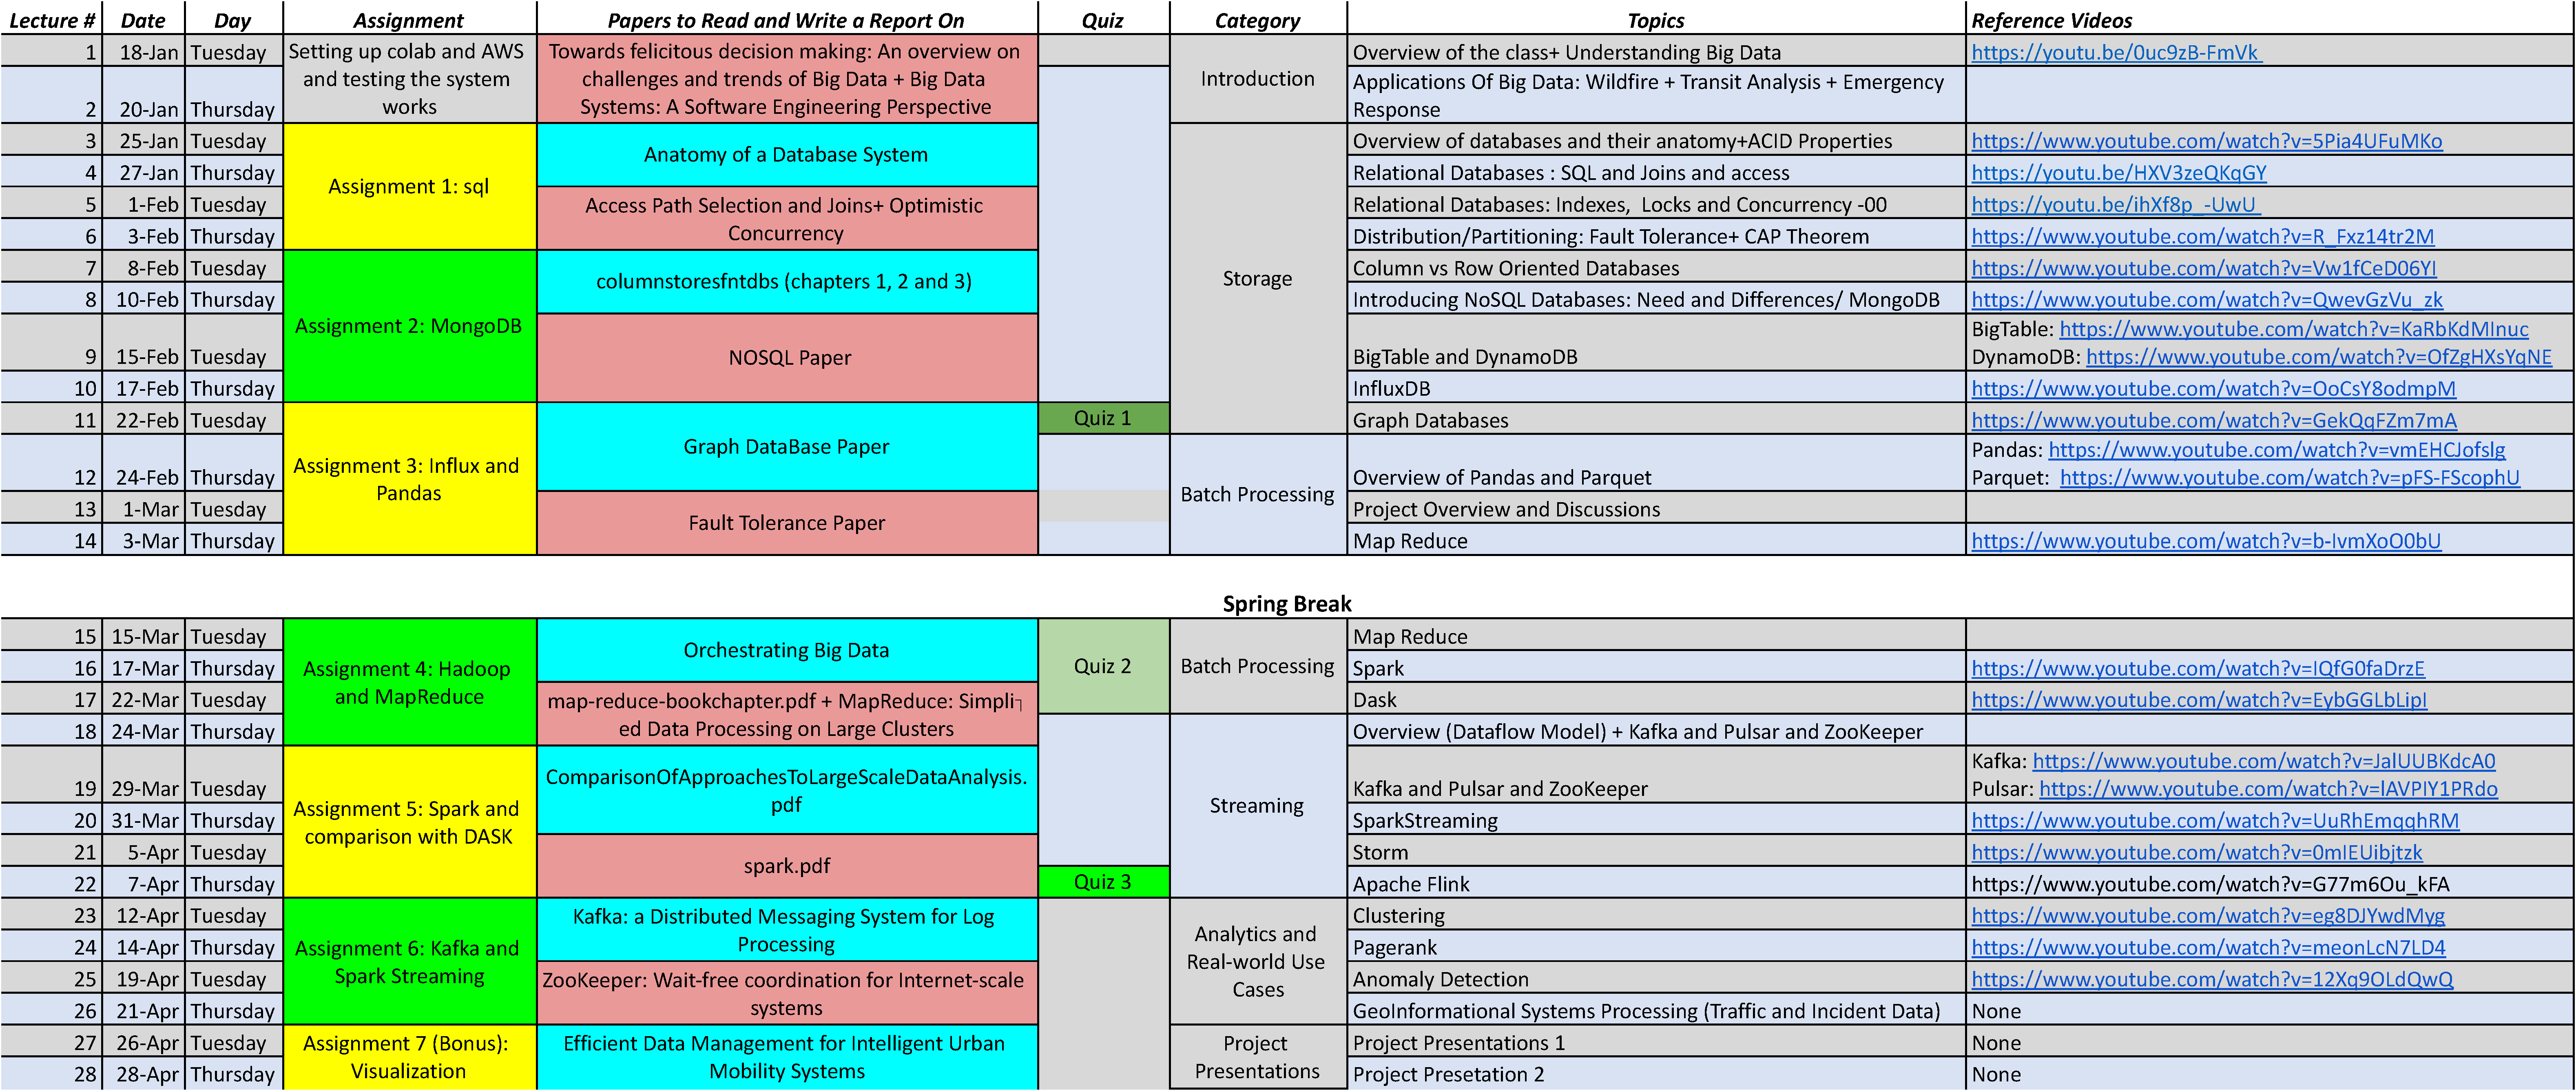 Lecture # Date Day Assignment Papers to Read and Write a Report On Quiz Category Topics Reference Videos
1 18-Jan Tuesday Setting up colab and AWS and testing the system works Towards felicitous decision making: An overview on challenges and trends of Big Data + Big Data Systems: A Software Engineering Perspective Introduction Overview of the class+ Understanding Big Data https://youtu.be/0uc9zB-FmVk
2 20-Jan Thursday Applications Of Big Data: Wildfire + Transit Analysis + Emergency Response
3 25-Jan Tuesday Assignment 1: sql Anatomy of a Database System Storage Overview of databases and their anatomy+ACID Properties https://www.youtube.com/watch?v=5Pia4UFuMKo
4 27-Jan Thursday Relational Databases : SQL and Joins and access https://youtu.be/HXV3zeQKqGY
5 1-Feb Tuesday Access Path Selection and Joins+ Optimistic Concurrency Relational Databases: Indexes, Locks and Concurrency -00 https://youtu.be/ihXf8p_-UwU
6 3-Feb Thursday Distribution/Partitioning: Fault Tolerance+ CAP Theorem https://www.youtube.com/watch?v=R_Fxz14tr2M
7 8-Feb Tuesday Assignment 2: MongoDB columnstoresfntdbs (chapters 1, 2 and 3) Column vs Row Oriented Databases https://www.youtube.com/watch?v=Vw1fCeD06YI
8 10-Feb Thursday Introducing NoSQL Databases: Need and Differences/ MongoDB https://www.youtube.com/watch?v=QwevGzVu_zk
9 15-Feb Tuesday NOSQL Paper BigTable and DynamoDB BigTable: https://www.youtube.com/watch?v=KaRbKdMInuc
DynamoDB: https://www.youtube.com/watch?v=OfZgHXsYqNE
10 17-Feb Thursday InfluxDB https://www.youtube.com/watch?v=OoCsY8odmpM
11 22-Feb Tuesday Assignment 3: Influx and Pandas Graph DataBase Paper Quiz 1 Graph Databases https://www.youtube.com/watch?v=GekQqFZm7mA
12 24-Feb Thursday Batch Processing Overview of Pandas and Parquet Pandas: https://www.youtube.com/watch?v=vmEHCJofslg
Parquet: https://www.youtube.com/watch?v=pFS-FScophU
13 1-Mar Tuesday Fault Tolerance Paper Project Overview and Discussions
14 3-Mar Thursday Map Reduce https://www.youtube.com/watch?v=b-IvmXoO0bU
Spring Break
15 15-Mar Tuesday Assignment 4: Hadoop and MapReduce Orchestrating Big Data Quiz 2 Batch Processing Map Reduce
16 17-Mar Thursday Spark https://www.youtube.com/watch?v=IQfG0faDrzE
17 22-Mar Tuesday map-reduce-bookchapter.pdf + MapReduce: Simpli┐ed Data Processing on Large Clusters Dask https://www.youtube.com/watch?v=EybGGLbLipI
18 24-Mar Thursday Streaming Overview (Dataflow Model) + Kafka and Pulsar and ZooKeeper
19 29-Mar Tuesday Assignment 5: Spark and comparison with DASK ComparisonOfApproachesToLargeScaleDataAnalysis.pdf Kafka and Pulsar and ZooKeeper Kafka: https://www.youtube.com/watch?v=JalUUBKdcA0
Pulsar: https://www.youtube.com/watch?v=lAVPIY1PRdo
20 31-Mar Thursday SparkStreaming https://www.youtube.com/watch?v=UuRhEmqqhRM
21 5-Apr Tuesday spark.pdf Storm https://www.youtube.com/watch?v=0mIEUibjtzk
22 7-Apr Thursday Quiz 3 Apache Flink https://www.youtube.com/watch?v=G77m6Ou_kFA
23 12-Apr Tuesday Assignment 6: Kafka and Spark Streaming Kafka: a Distributed Messaging System for Log Processing Analytics and Real-world Use Cases Clustering https://www.youtube.com/watch?v=eg8DJYwdMyg
24 14-Apr Thursday Pagerank https://www.youtube.com/watch?v=meonLcN7LD4
25 19-Apr Tuesday ZooKeeper: Wait-free coordination for Internet-scale systems Anomaly Detection https://www.youtube.com/watch?v=12Xq9OLdQwQ
26 21-Apr Thursday GeoInformational Systems Processing (Traffic and Incident Data) None
27 26-Apr Tuesday Assignment 7 (Bonus): Visualization Efficient Data Management for Intelligent Urban Mobility Systems Project Presentations Project Presentations 1 None
28 28-Apr Thursday Project Presetation 2 None